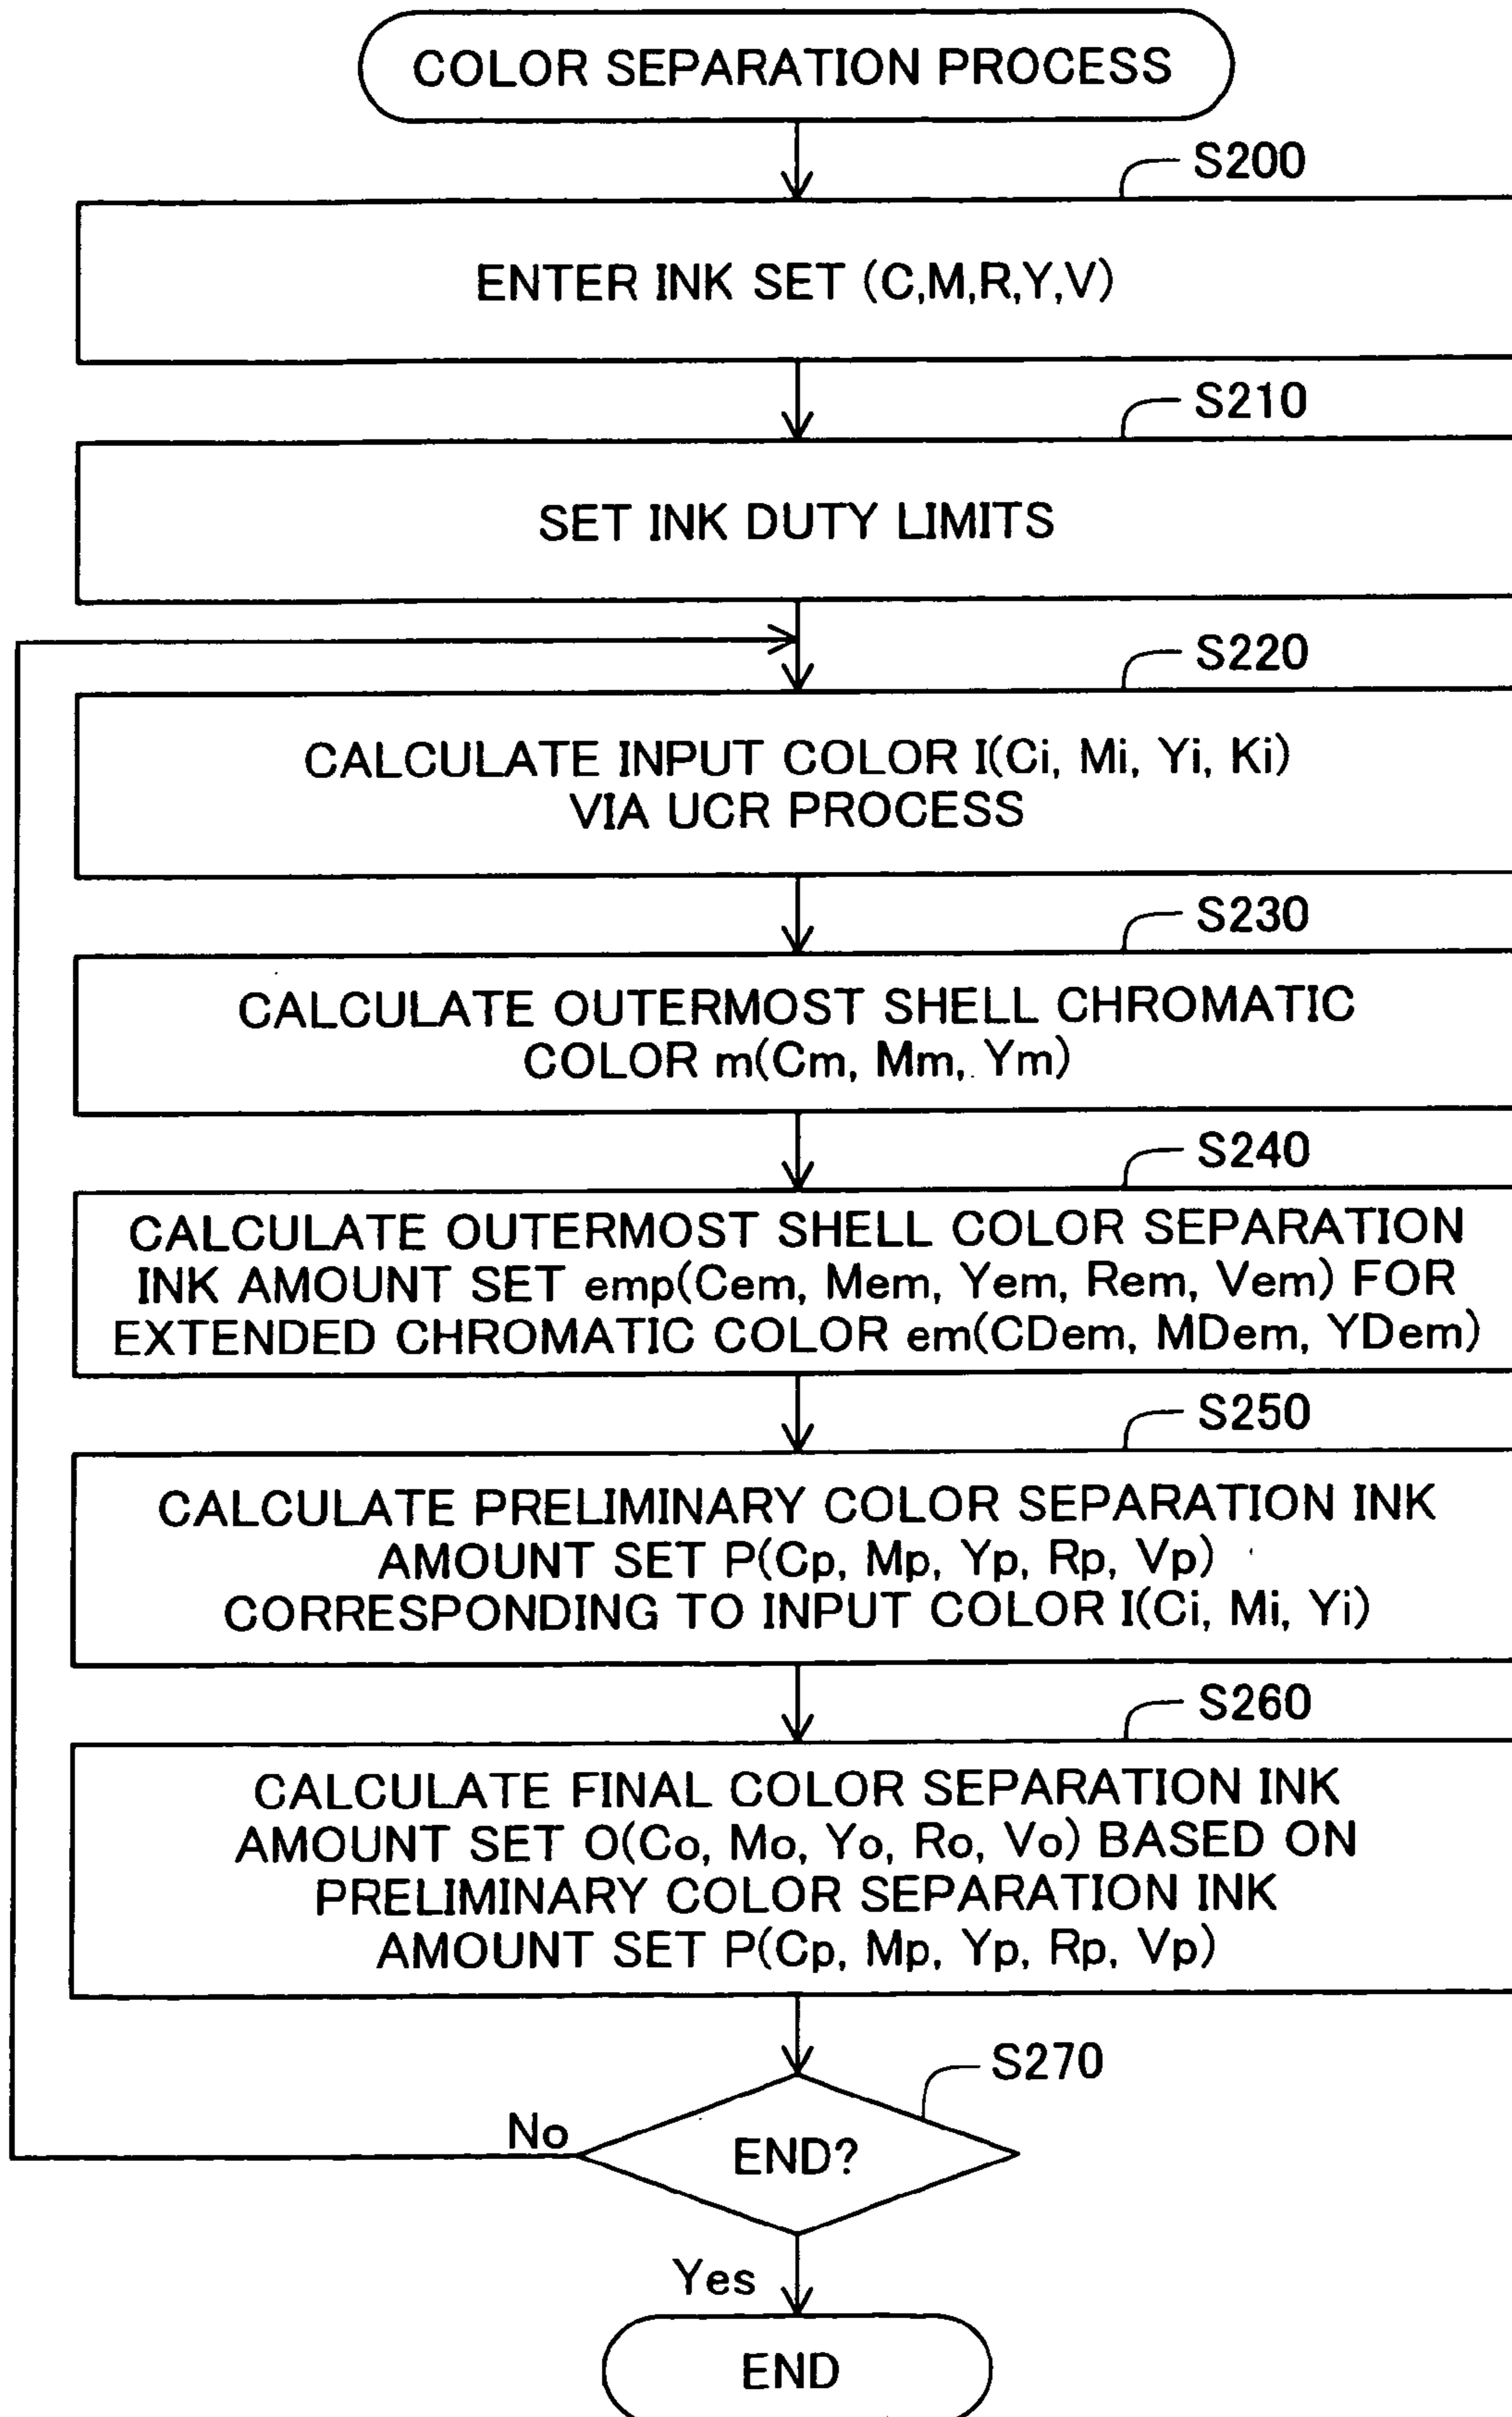 COLOR SEPARATION PROCESS
S200
ENTER INK SET (C,M,R,Y,V)
S210
SET INK DUTY LIMITS
S220
CALCULATE INPUT COLOR I(Ci, Mi, Yi, Ki)
VIA UCR PROCESS
S230
CALCULATE OUTERMOST SHELL CHROMATIC
COLOR m(Cm, Mm, Ym)
S240
CALCULATE OUTERMOST SHELL COLOR SEPARATION
INK AMOUNT SET emp(Cem, Mem, Yem, Rem, Vem) FOR
EXTENDED CHROMATIC COLOR em(CDem, MDem, YDem)
S250
CALCULATE PRELIMINARY COLOR SEPARATION INK
AMOUNT SET P(Cp, Mp, Yp, Rp, Vp)
CORRESPONDING TO INPUT COLOR I(Ci, Mi, Yi)
S260
CALCULATE FINAL COLOR SEPARATION INK
AMOUNT SET O(Co, Mo, Yo, Ro, Vo) BASED ON
PRELIMINARY COLOR SEPARATION INK
AMOUNT SET P(Cp, Mp, Yp, Rp, Vp)
S270
No
END?
Yes
END